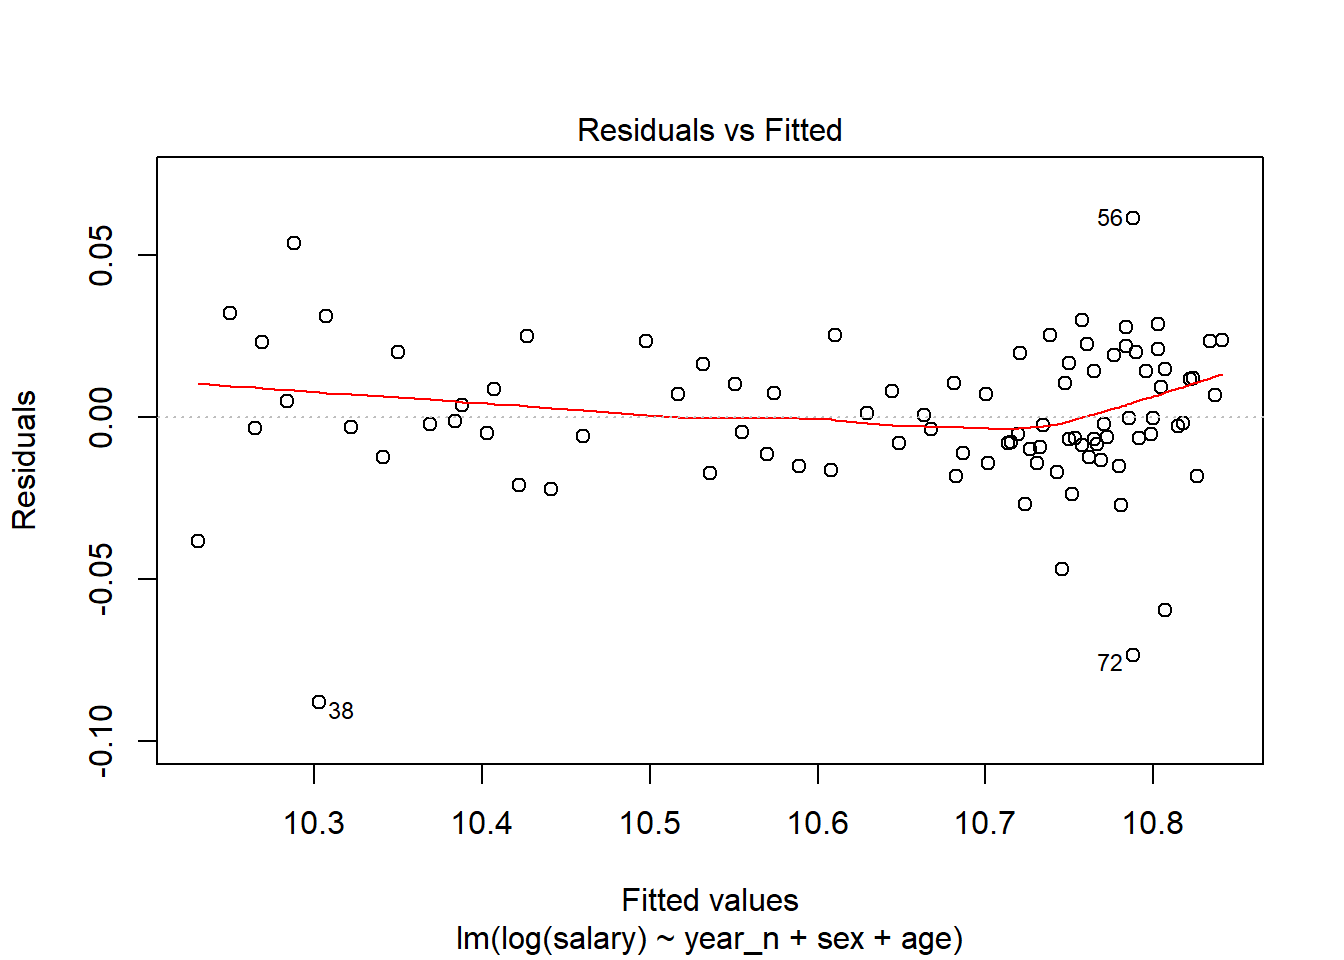 Residuals vs Fitted
Residuals
0.05
0.00
-0.05
-0.10
56
72
38
10.3 10.4 10.5 10.6 10.7 10.8
Fitted values
lm(log(salary) ~ year_n + sex + age)